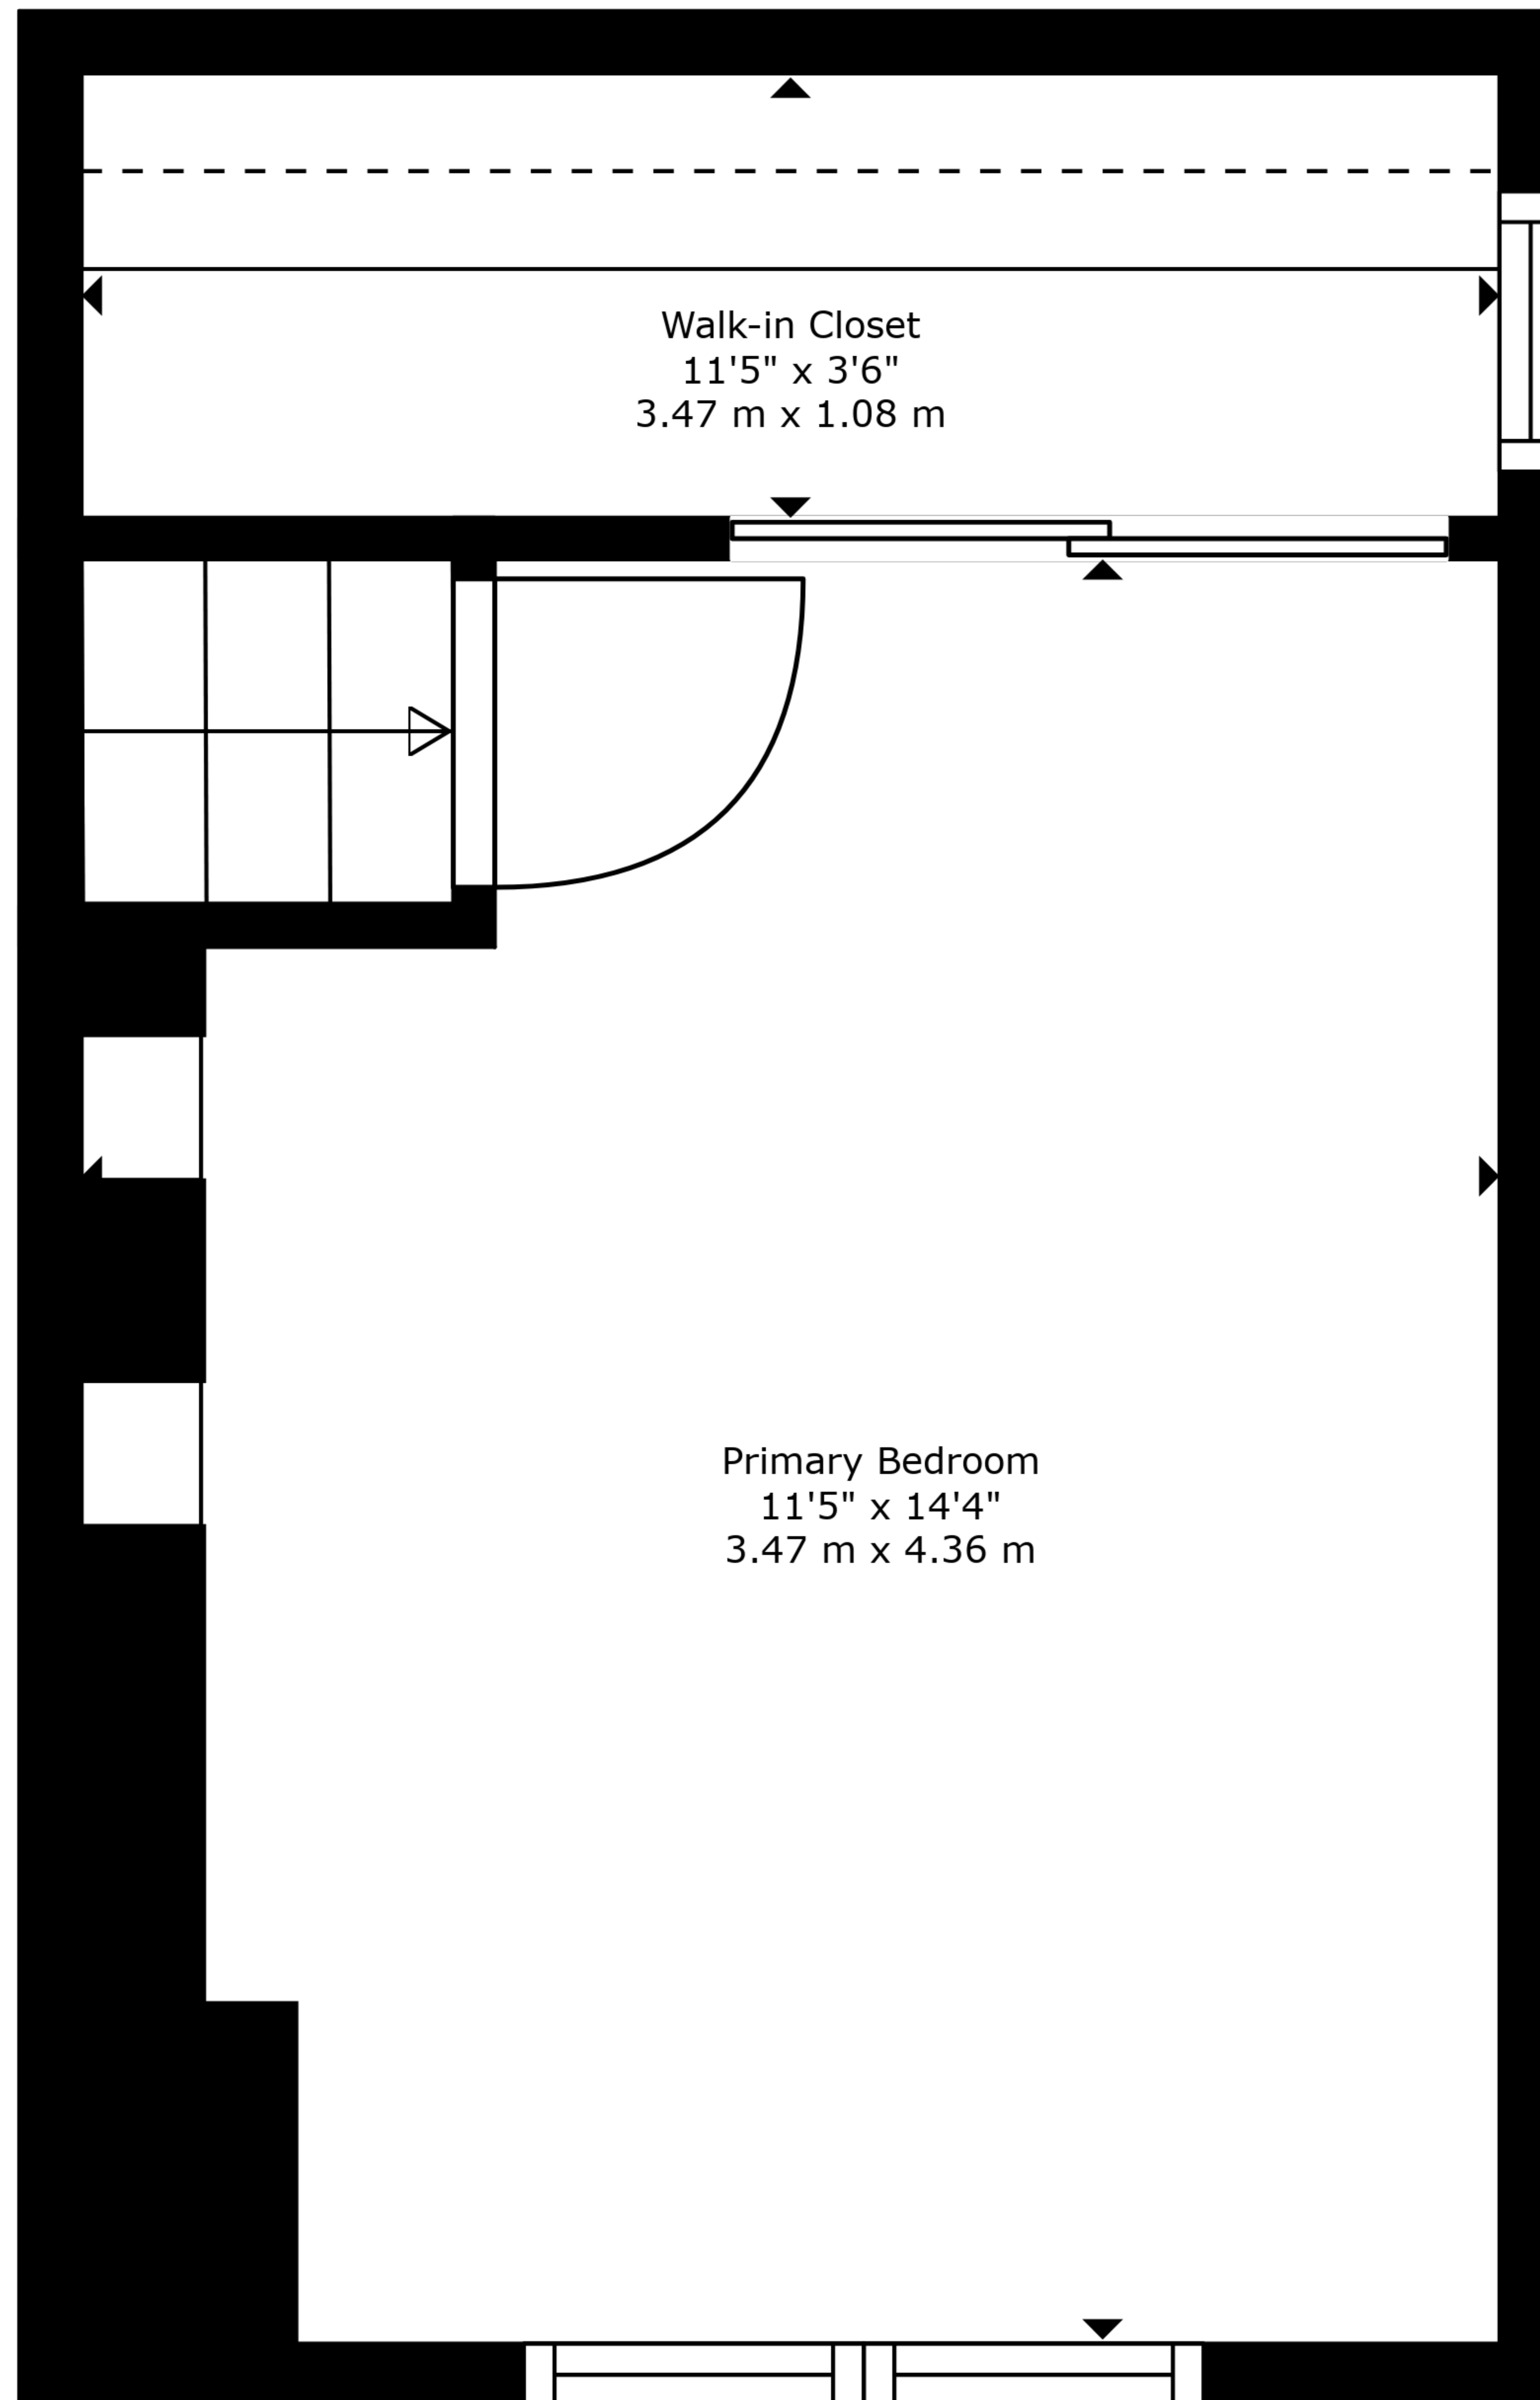 Walk-in Closet
11'5" x 3'6"
3.47 m x 1.08 m
Primary Bedroom
11'5" x 14'4"
3.47 m x 4.36 m